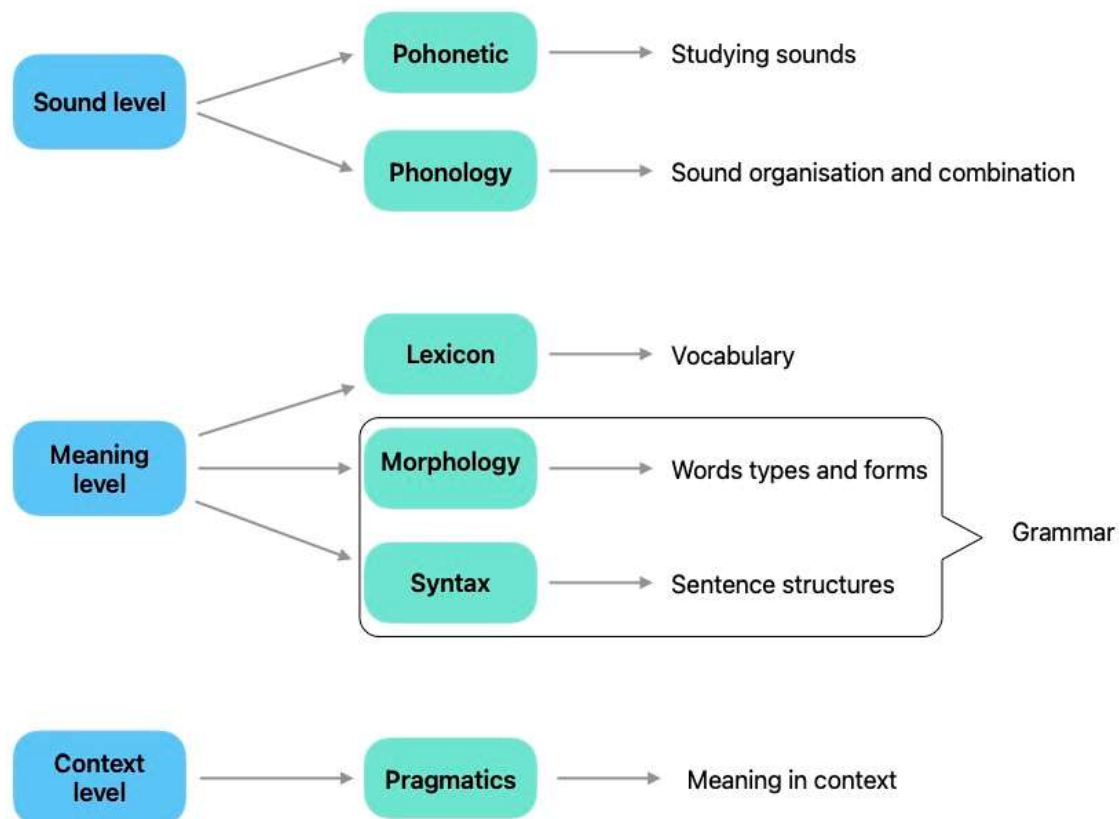 Pohonetic
Studying sounds
Sound level
Phonology
Sound organisation and combination
Lexicon
Vocabulary
Meaning
level
Morphology
Words types and forms
Grammar
Syntax
Sentence structures
Context
level
Pragmatics
Meaning in context